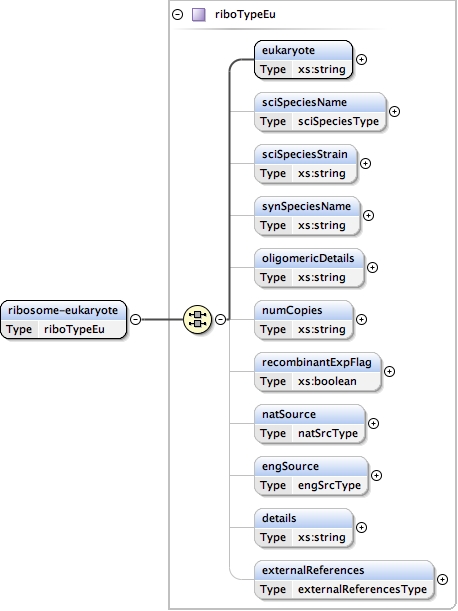 riboTypeEu
eukaryote
Type xs:string
sciSpeciesName
Type sciSpeciesType
sciSpeciesStrain
Type xs:string
synSpeciesName
Type xs:string
oligomericDetails
Type xs:string
ribosome-eukaryote
Type riboTypeEu
numCopies
Type xs:string
recombinantExpFlag
Type xs:boolean
natSource
Type natSrcType
engSource
Type engSrcType
details
Type xs:string
externalReferences
Type externalReferencesType